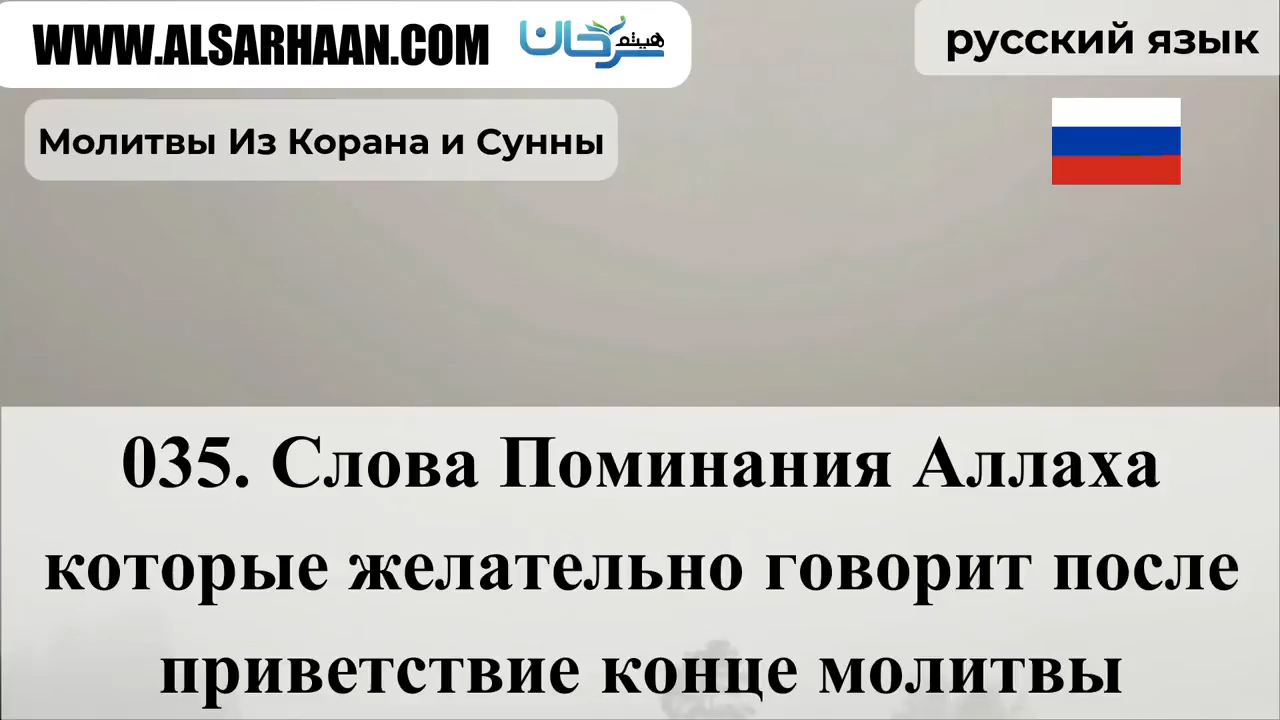 WWW.ALSARHAAN.COM
هيثم سرحان
русский язык
Молитвы Из Корана и Сунны
035. Слова Поминания Аллаха
которые желательно говорит после
приветствие конце молитвы